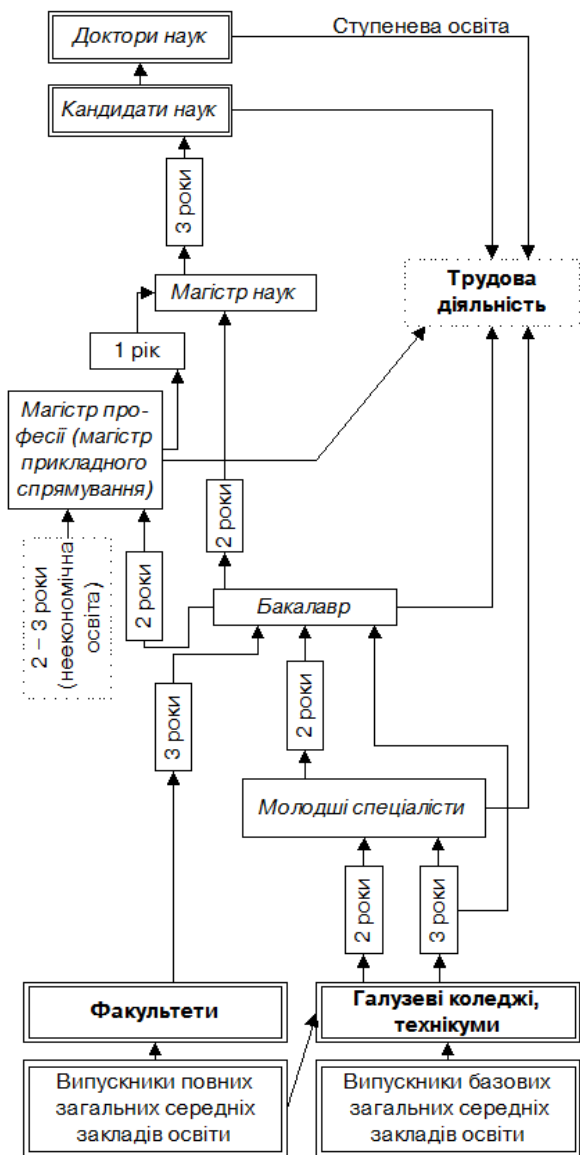 Ступенева освіта
Доктори наук
Кандидати наук
3 роки
Магістр наук
Трудова
діяльність
1 рік
Магістр про-
фесії (магістр
прикладного
спрямування)
2 роки
2 – 3 роки
(неекономічна
освіта)
2 роки
Бакалавр
3 роки
2 роки
Молодші спеціалісти
2 роки
3 роки
Факультети
Галузеві коледжі,
технікуми
Випускники повних
загальних середніх
закладів освіти
Випускники базових
загальних середніх
закладів освіти